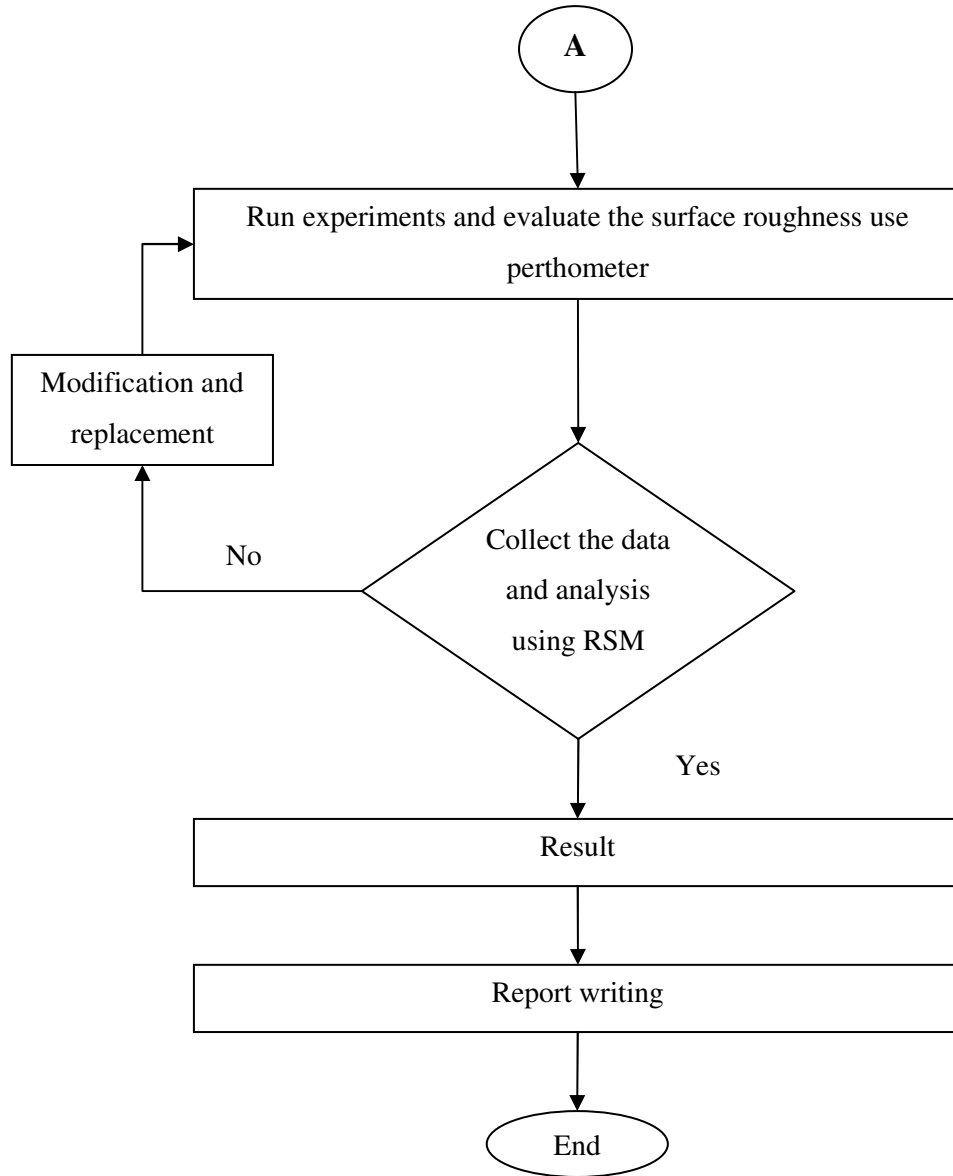 A
Run experiments and evaluate the surface roughness use
perthometer
Modification and
replacement
No
Collect the data
and analysis
using RSM
Yes
Result
Report writing
End